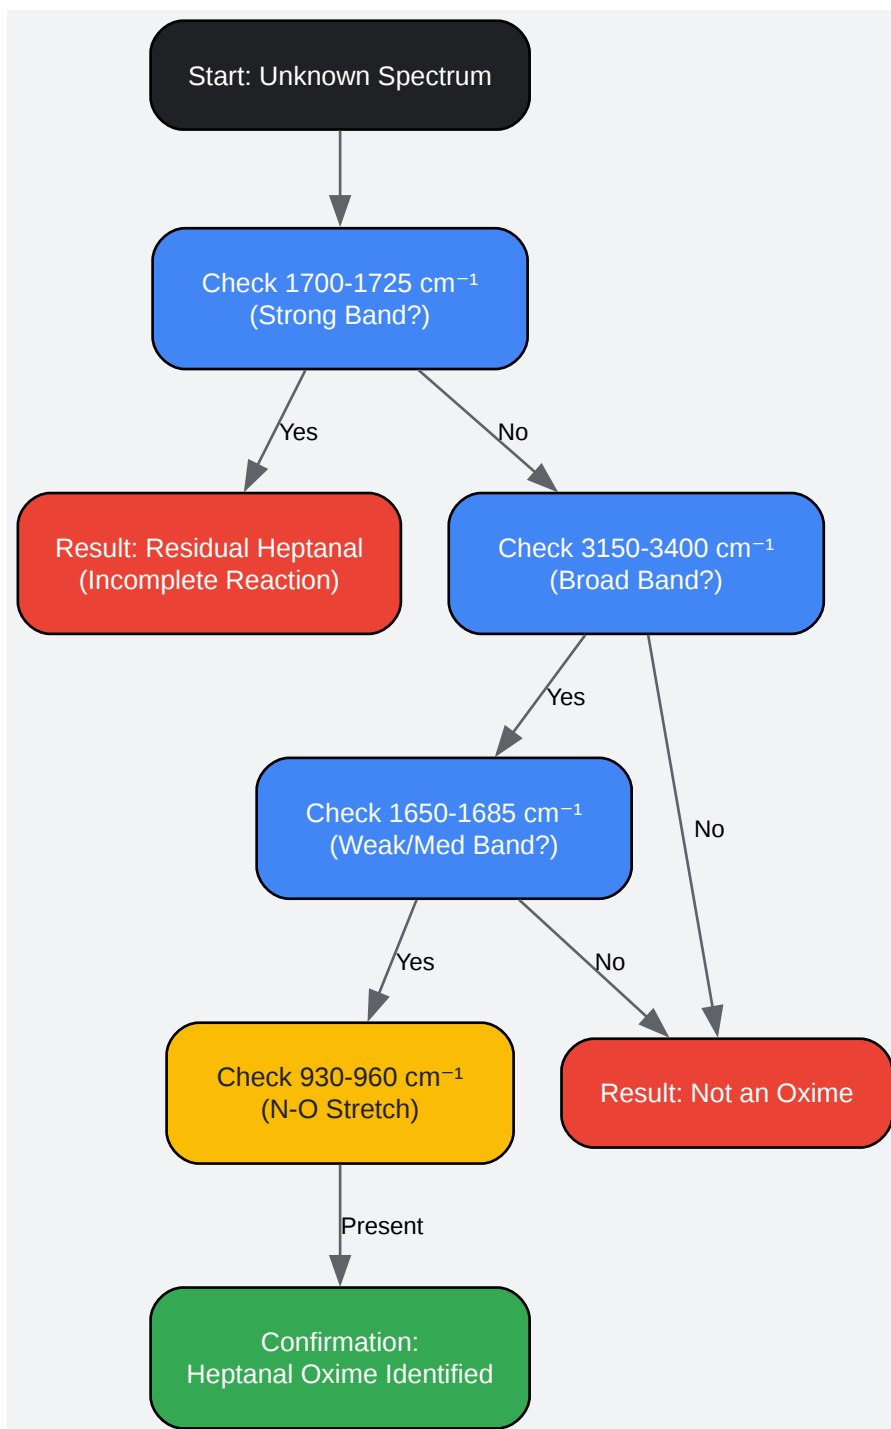 Start: Unknown Spectrum
Check 1700-1725 cm⁻¹
(Strong Band?)
Yes
No
Result: Residual Heptanal
(Incomplete Reaction)
Check 3150-3400 cm⁻¹
(Broad Band?)
Yes
Check 1650-1685 cm⁻¹
(Weak/Med Band?)
No
Yes
No
Check 930-960 cm⁻¹
(N-O Stretch)
Result: Not an Oxime
Present
Confirmation:
Heptanal Oxime Identified